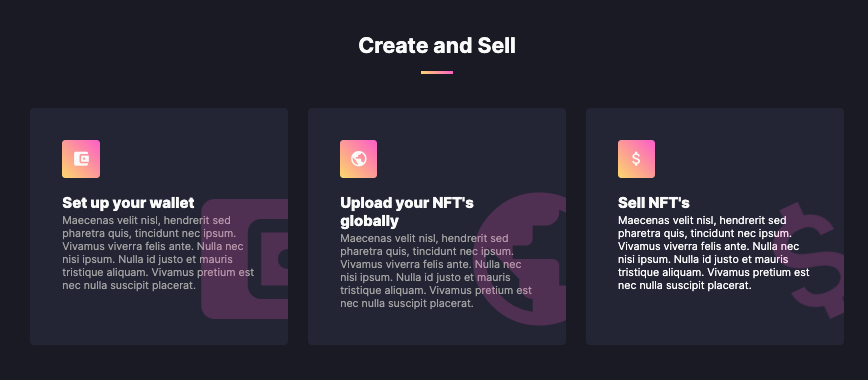 Create and Sell
Set up your wallet
Maecenas velit nisl, hendrerit sed
pharetra quis, tincidunt nec ipsum.
Vivamus viverra felis ante. Nulla nec
nisi ipsum. Nulla id justo et mauris
tristique aliquam. Vivamus pretium est
nec nulla suscipit placerat.
Upload your NFT's
globally
Maecenas velit nisl, hendrerit sed
pharetra quis, tincidunt nec ipsum.
Vivamus viverra felis ante. Nulla nec
nisi ipsum. Nulla id justo et mauris
tristique aliquam. Vivamus pretium est
nec nulla suscipit placerat.
Sell NFT's
Maecenas velit nisl, hendrerit sed
pharetra quis, tincidunt nec ipsum.
Vivamus viverra felis ante. Nulla nec
nisi ipsum. Nulla id justo et mauris
tristique aliquam. Vivamus pretium est
nec nulla suscipit placerat.